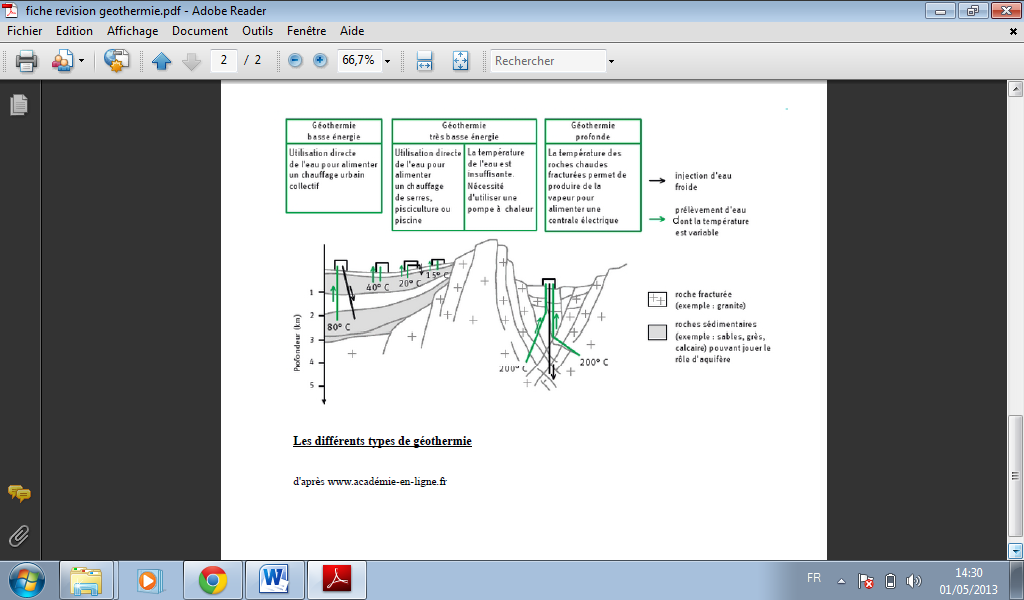 fiche revision geothermie.pdf - Adobe Reader
Fichier Edition Affichage Document Outils Fenêtre Aide
2 / 2 66,7% Rechercher
Géothermie
basse énergie
Utilisation directe
de l'eau pour alimenter
un chauffage urbain
collectif
Géothermie
très basse énergie
Utilisation directe
de l'eau pour
alimenter
un chauffage
de serres,
pisciculture ou
piscine
La température
de l'eau est
insuffisante.
Nécessité
d'utiliser une
pompe à chaleur
Géothermie
profonde
La température des
roches chaudes
fracturées permet de
produire de la
vapeur pour
alimenter une
centrale électrique
injection d'eau
froide
prélèvement d'eau
dont la température
est variable
Profondeur (km)
1
2
3
4
5
80° C
40° C
20° C
15° C
200° C
200° C
roche fracturée
(exemple : granite)
roches sédimentaires
(exemple : sables, grès,
calcaire) pouvant jouer le
rôle d'aquifère
Les différents types de géothermie
d'après www.académie-en-ligne.fr
FR
14:30
01/05/2013